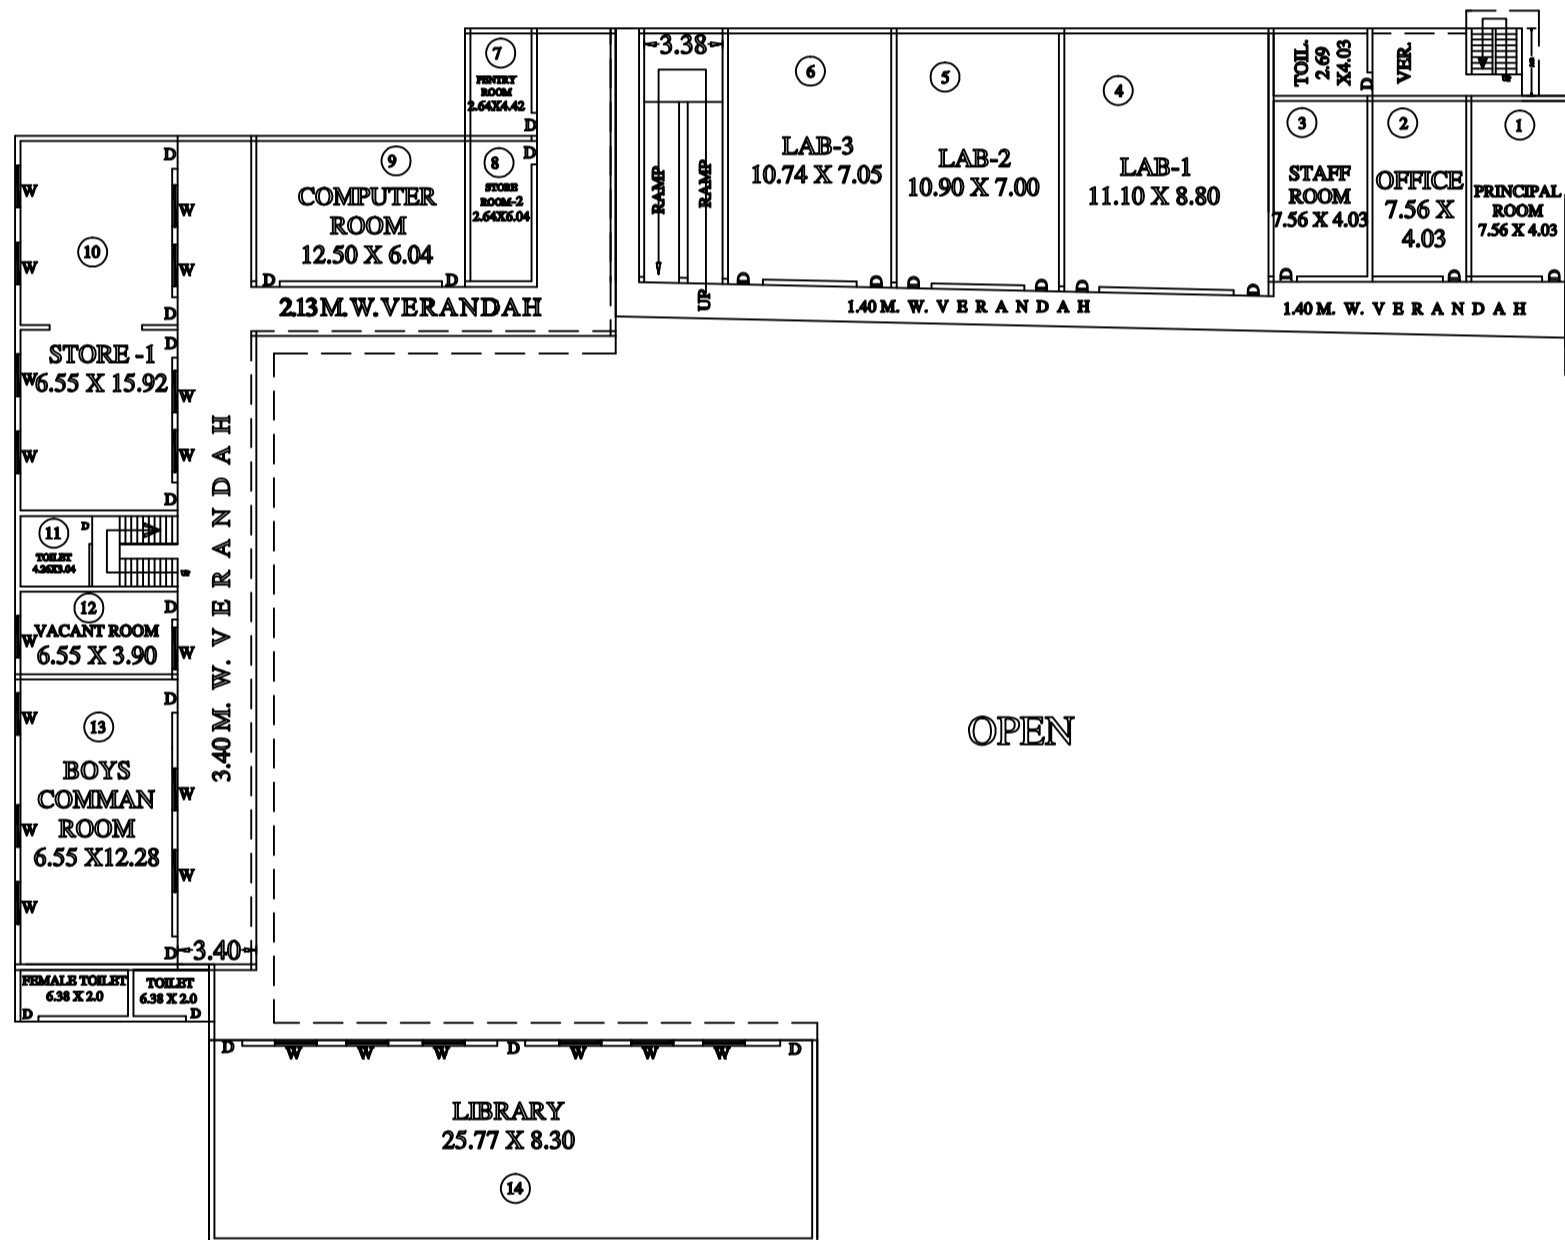 7
PENTRY
ROOM
2.64X4.42
D
3.38
RAMP
RAMP
UP
6
LAB-3
10.74 X 7.05
D
D
5
LAB-2
10.90 X 7.00
D
D
4
LAB-1
11.10 X 8.80
D
D
TOIL.
2.69
X4.03
D
VER.
3
STAFF
ROOM
7.56 X 4.03
D
2
OFFICE
7.56 X
4.03
D
1
PRINCIPAL
ROOM
7.56 X 4.03
D
1.40 M. W. VERANDAH
1.40 M. W. VERANDAH
8
D
STORE
ROOM-2
2.64X6.04
9
COMPUTER
ROOM
12.50 X 6.04
D
D
2.13 M. W. VERANDAH
D
W
W
W
W
10
D
D
STORE -1
6.55 X 15.92
W
W
W
W
D
11
D
TOILET
4.26X3.04
UP
12
D
VACANT ROOM
6.55 X 3.90
W
W
3.40 M. W. VERANDAH
D
W
13
BOYS
COMMAN
ROOM
6.55 X12.28
W
W
W
W
D
3.40
FEMALE TOILET
6.38 X 2.0
D
TOILET
6.38 X 2.0
D
OPEN
D
W
W
W
D
W
W
W
D
LIBRARY
25.77 X 8.30
14